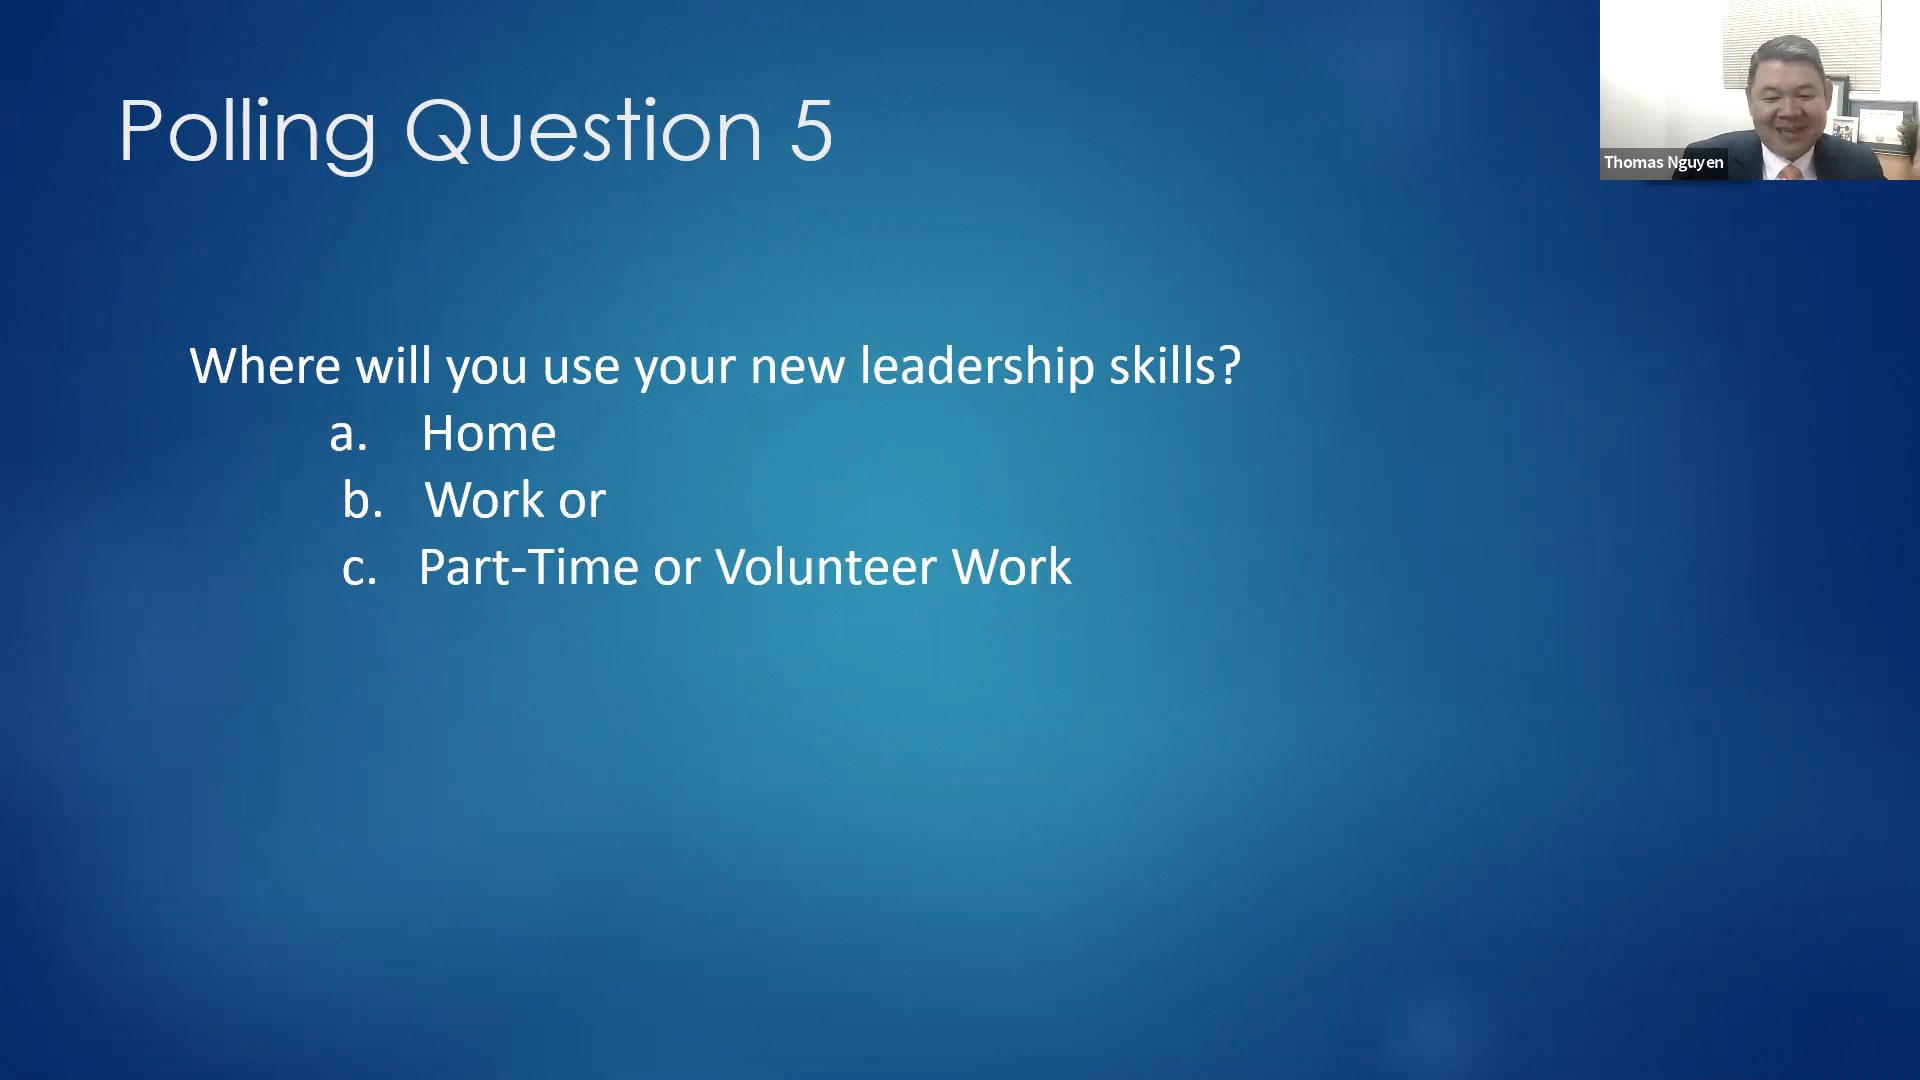 Polling Question 5
Thomas Nguyen
Where will you use your new leadership skills?
a. Home
b. Work or
c. Part-Time or Volunteer Work